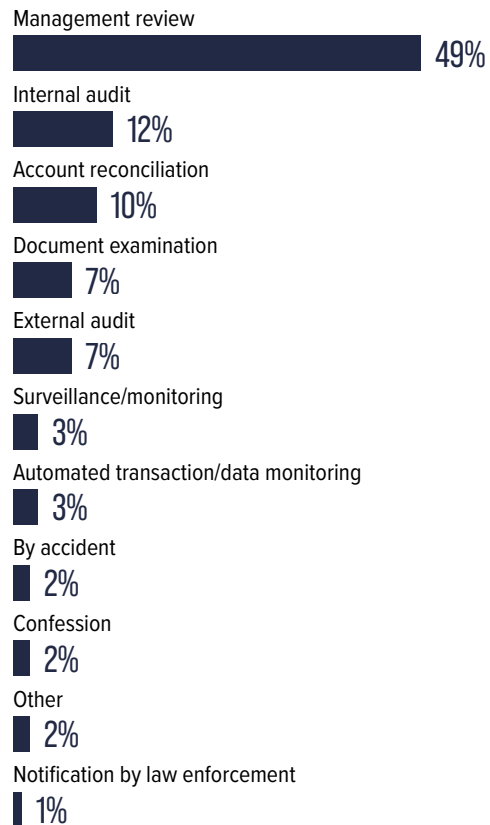 Management review
49%
Internal audit
12%
Account reconciliation
10%
Document examination
7%
External audit
7%
Surveillance/monitoring
3%
Automated transaction/data monitoring
3%
By accident
2%
Confession
2%
Other
2%
Notification by law enforcement
1%